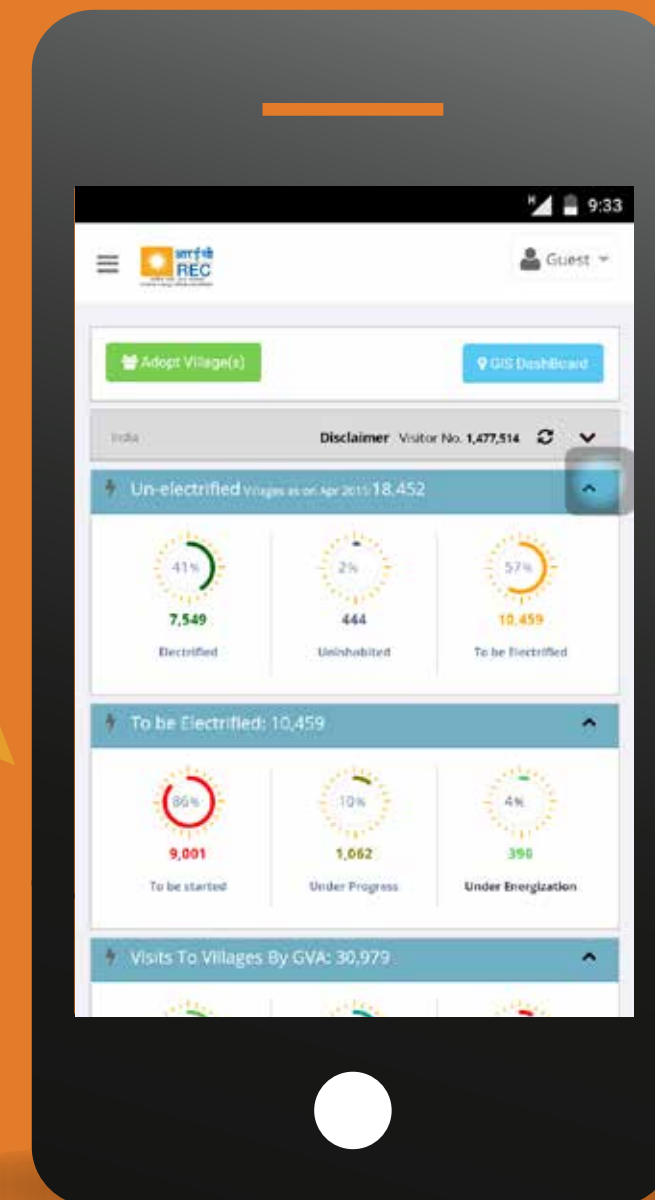 H 9:33
आर ई सी
REC
Guest
Adopt Village(s)
GIS DashBoard
India Disclaimer Visitor No. 1,477,514
Un-electrified Villages as on Apr 2015 18,452
41% 2% 57%
7,549 444 10,459
Electrified Uninhabited To be Electrified
To be Electrified: 10,459
86% 10% 4%
9,001 1,062 396
To be started Under Progress Under Energization
Visits To Villages By GVA: 30,979